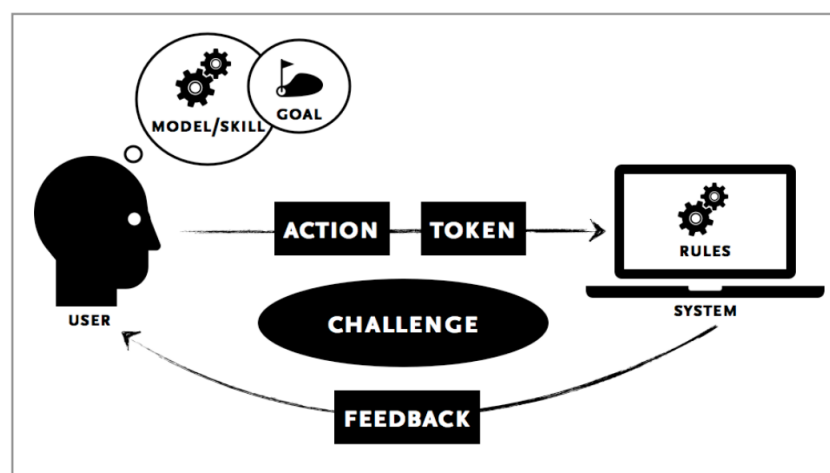 MODEL/SKILL
GOAL
ACTION
TOKEN
RULES
USER
SYSTEM
CHALLENGE
FEEDBACK